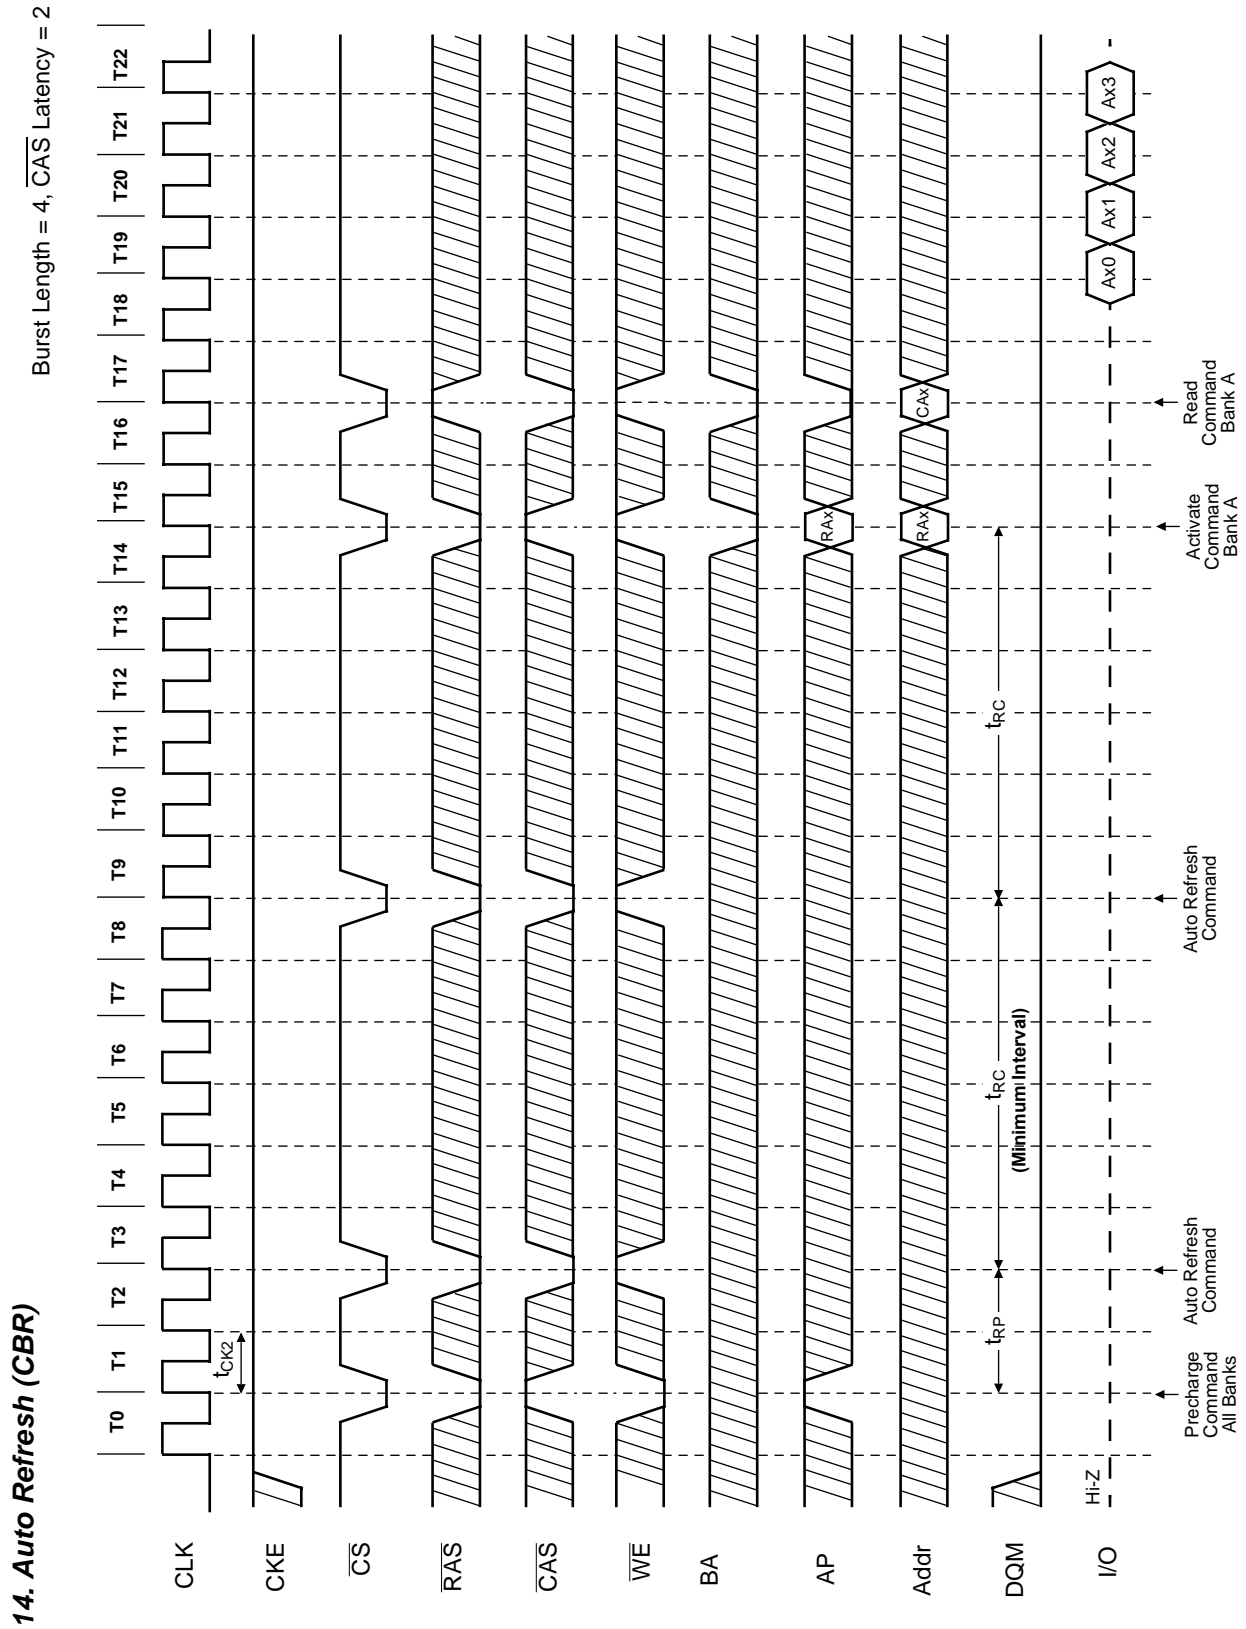 14. Auto Refresh (CBR)
Burst Length = 4, CAS Latency = 2
T0 T1 T2 T3 T4 T5 T6 T7 T8 T9 T10 T11 T12 T13 T14 T15 T16 T17 T18 T19 T20 T21 T22
CLK
tCK2
CKE
CS
RAS
CAS
WE
BA
AP
RAx
Addr
RAx CAx
tRP tRC tRC
(Minimum Interval)
DQM
Hi-Z
I/O
Ax0 Ax1 Ax2 Ax3
Precharge
Command
All Banks
Auto Refresh
Command
Auto Refresh
Command
Activate
Command
Bank A
Read
Command
Bank A